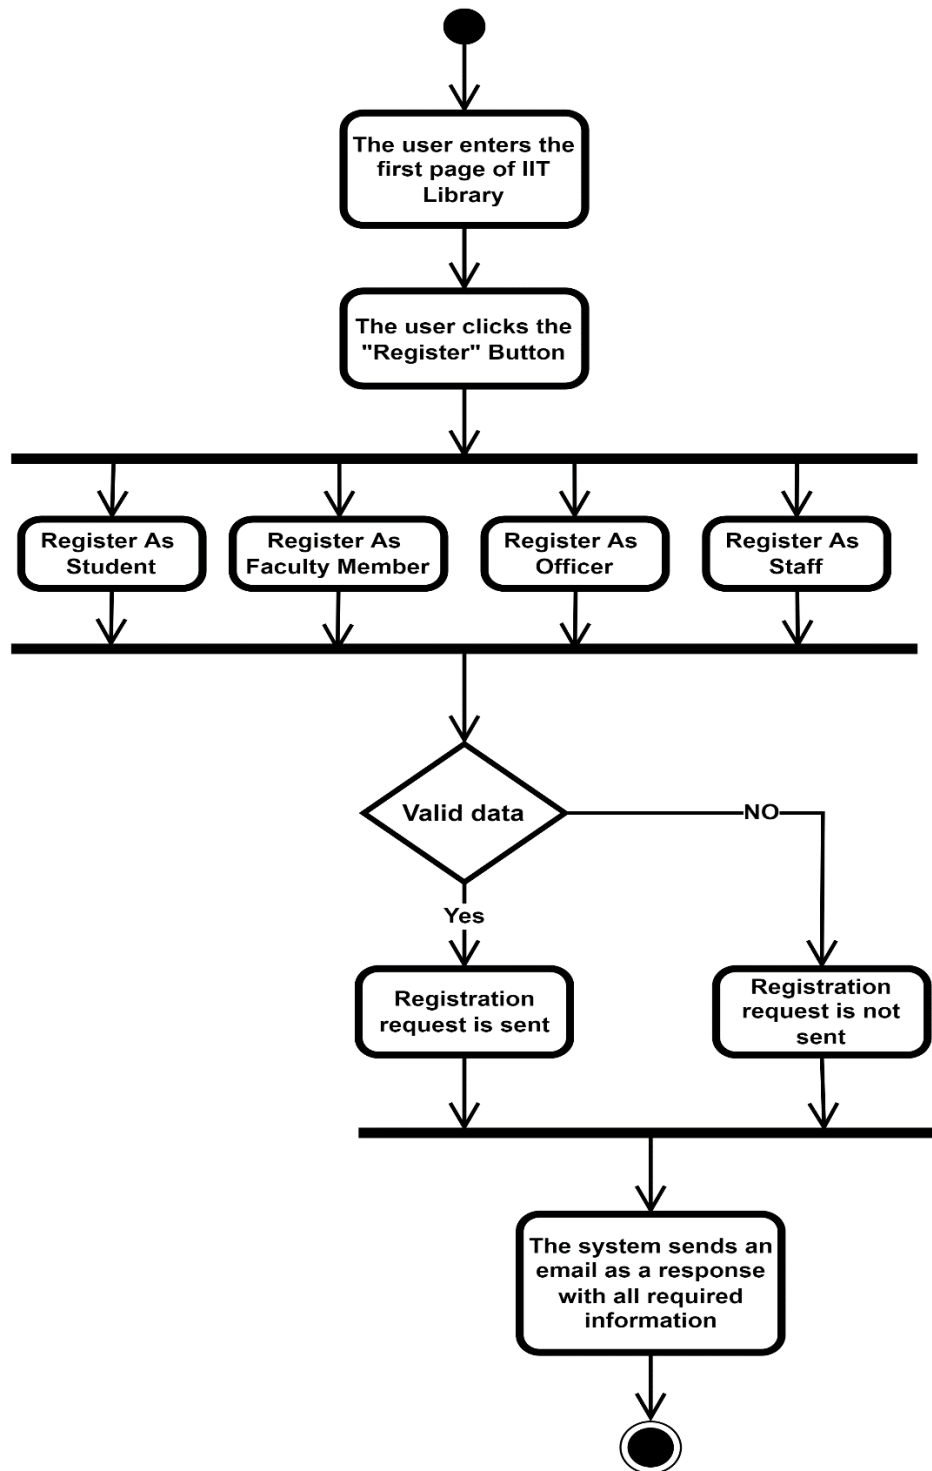 The user enters the
first page of IIT
Library
The user clicks the
"Register" Button
Register As
Student
Register As
Faculty Member
Register As
Officer
Register As
Staff
Valid data
NO
Yes
Registration
request is sent
Registration
request is not
sent
The system sends an
email as a response
with all required
information